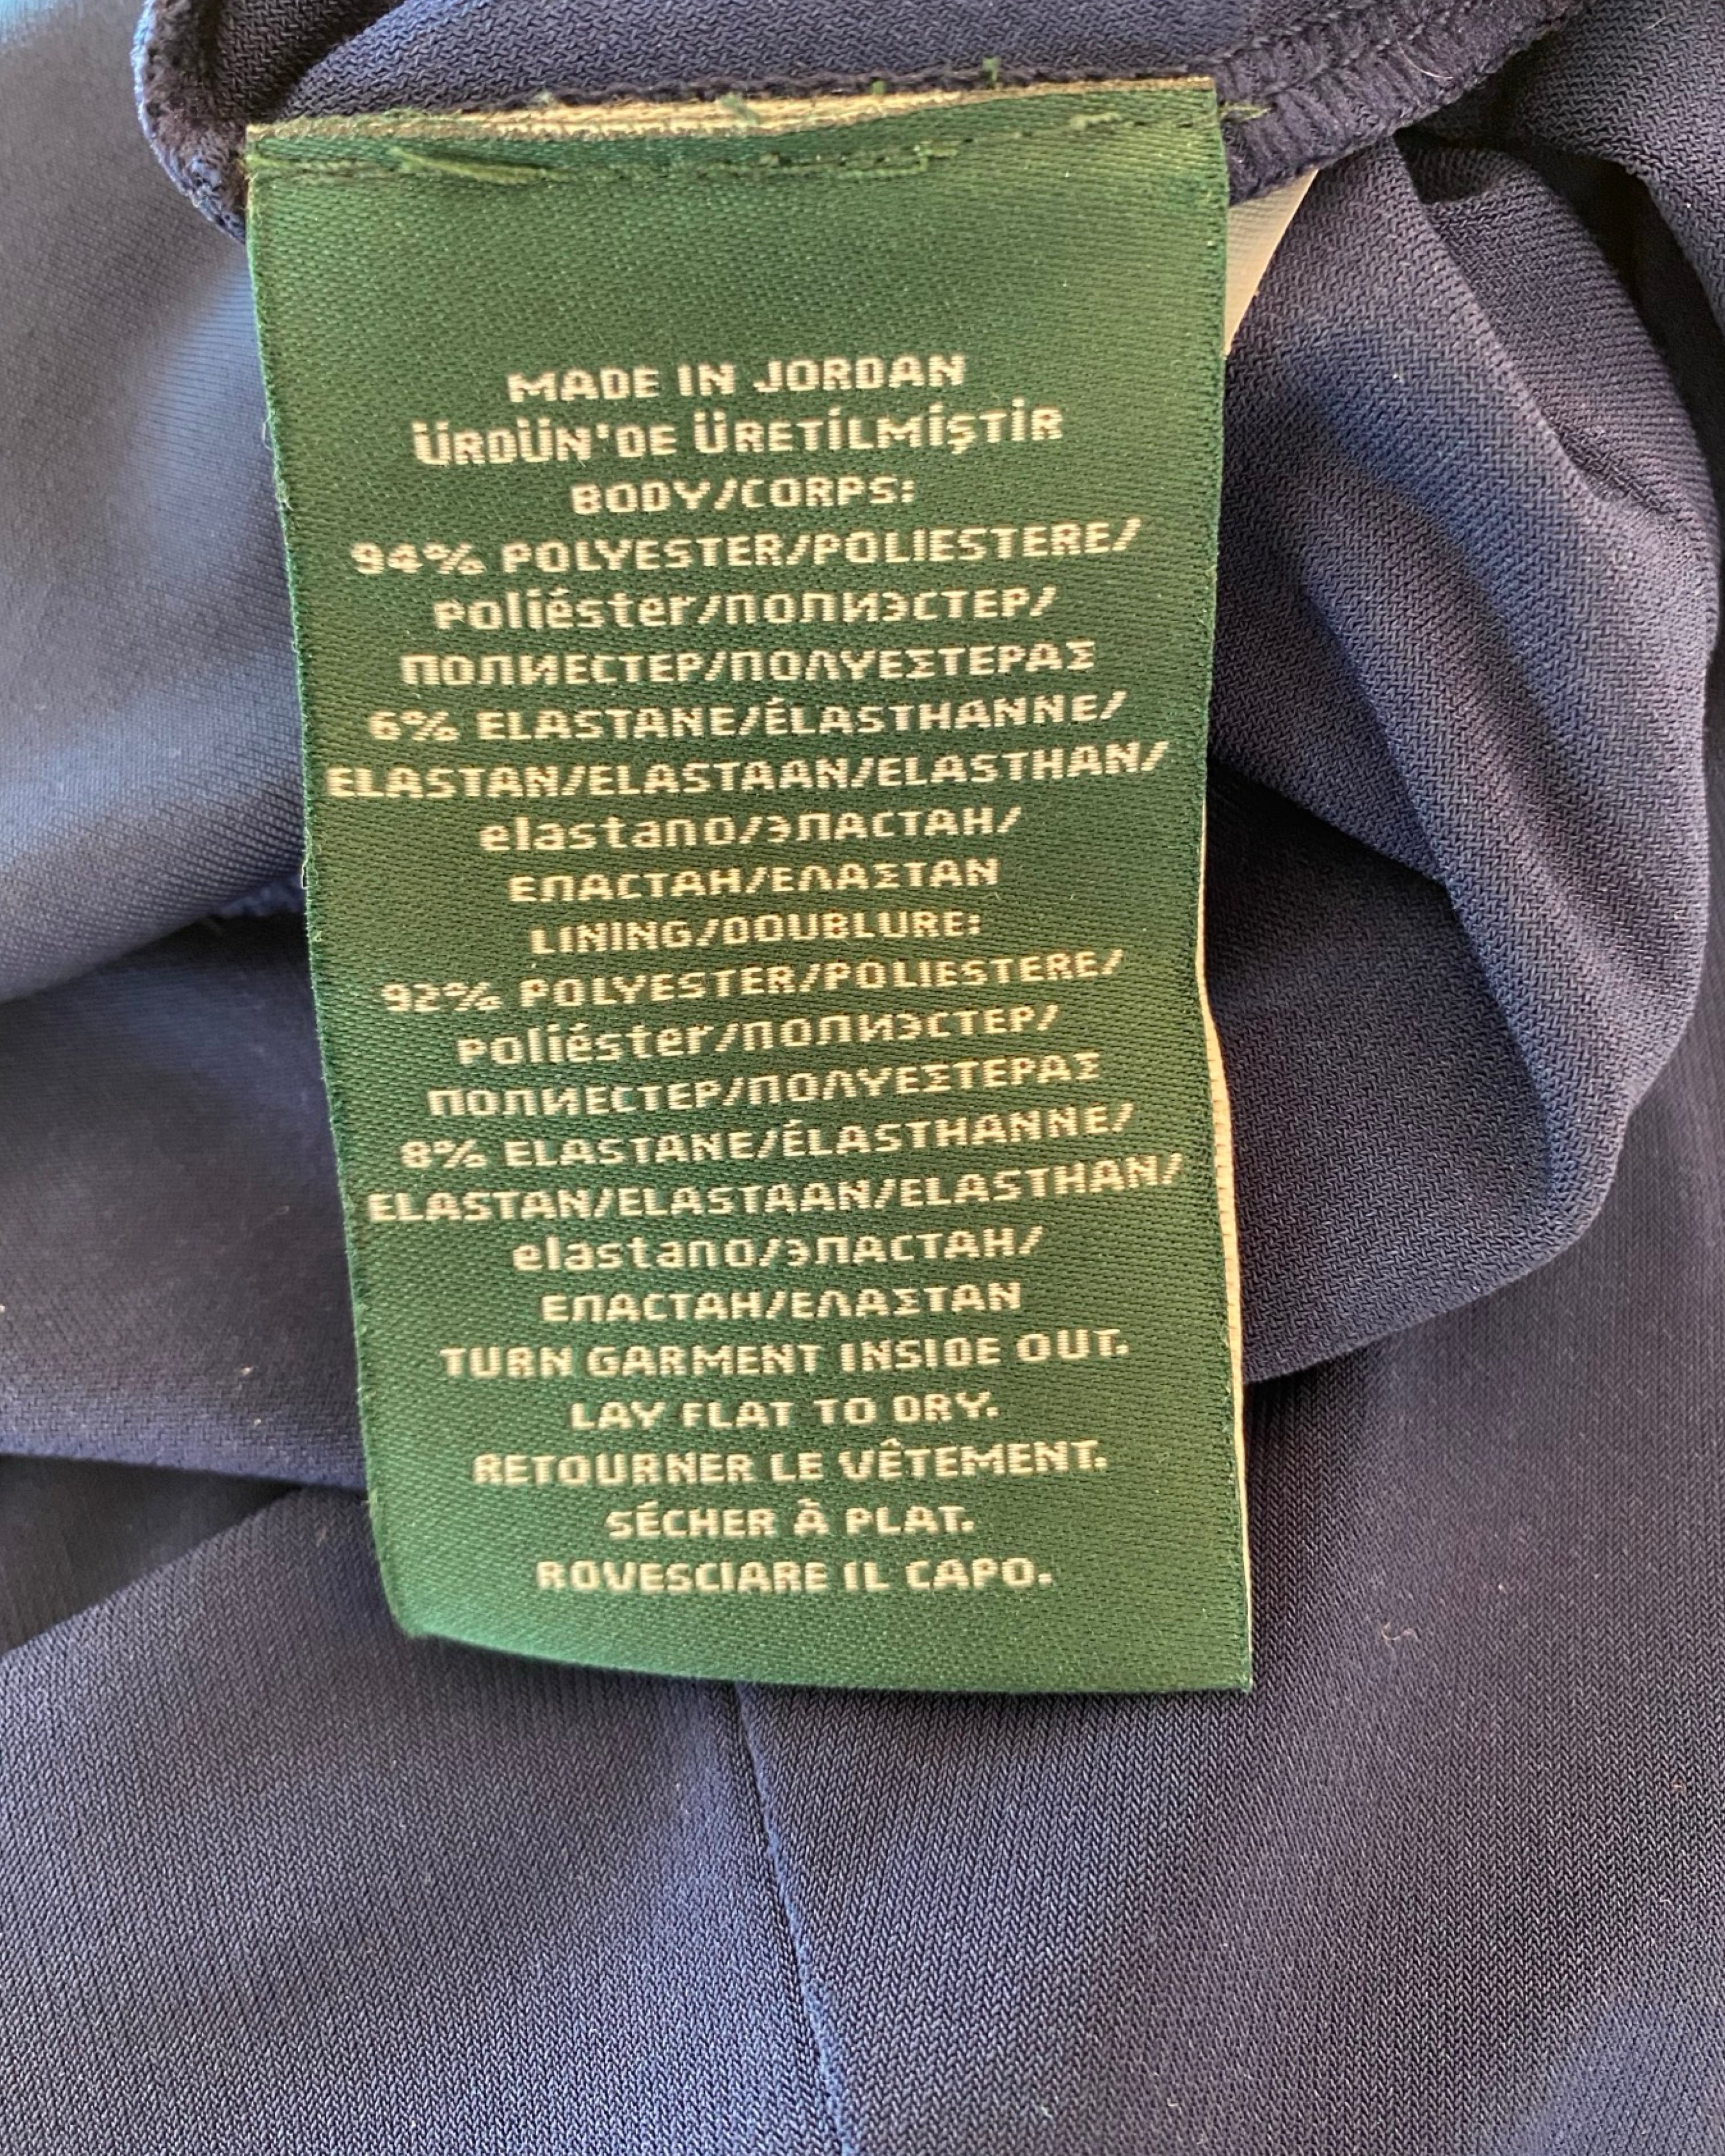 MADE IN JORDAN
ÜRDÜN'DE ÜRETİLMİŞTİR
BODY/CORPS:
94% POLYESTER/POLIESTERE/
Poliéster/ПОЛИЭСТЕР/
ПОЛИЕСТЕР/ΠΟΛΥΕΣΤΕΡΑΣ
6% ELASTANE/ÉLASTHANNE/
ELASTAN/ELASTAAN/ELASTHAN/
elastano/ЭЛАСТАН/
ЕЛАСТАН/ΕΛΑΣΤΑΝ
LINING/DOUBLURE:
92% POLYESTER/POLIESTERE/
Poliéster/ПОЛИЭСТЕР/
ПОЛИЕСТЕР/ΠΟΛΥΕΣΤΕΡΑΣ
8% ELASTANE/ÉLASTHANNE/
ELASTAN/ELASTAAN/ELASTHAN/
elastano/ЭЛАСТАН/
ЕЛАСТАН/ΕΛΑΣΤΑΝ
TURN GARMENT INSIDE OUT.
LAY FLAT TO DRY.
RETOURNER LE VÊTEMENT.
SÉCHER À PLAT.
ROVESCIARE IL CAPO.